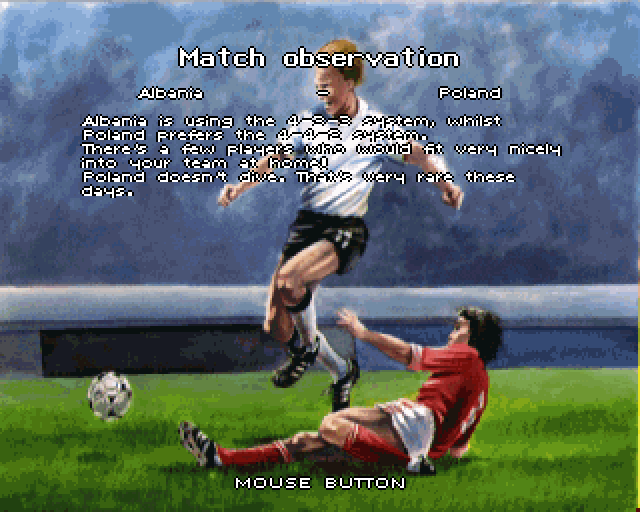 Match observation
Albania - Poland
Albania is using the 4-2-2 system, whilst
Poland prefers the 4-4-2 system.
There's a few players who would fit very nicely
into your team at home!
Poland doesn't dive. That's very rare these
days.
MOUSE BUTTON